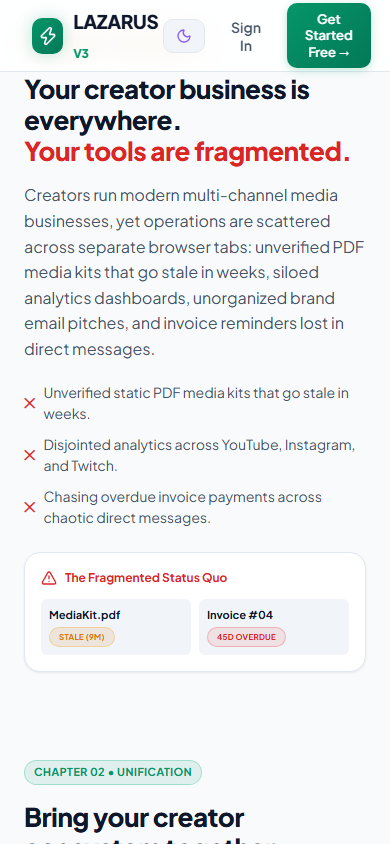 LAZARUS
V3
Sign
In
Get
Started
Free →
Your creator business is
everywhere.
Your tools are fragmented.
Creators run modern multi-channel media
businesses, yet operations are scattered
across separate browser tabs: unverified PDF
media kits that go stale in weeks, siloed
analytics dashboards, unorganized brand
email pitches, and invoice reminders lost in
direct messages.
Unverified static PDF media kits that go stale in
weeks.
Disjointed analytics across YouTube, Instagram,
and Twitch.
Chasing overdue invoice payments across
chaotic direct messages.
The Fragmented Status Quo
MediaKit.pdf
STALE (9M)
Invoice #04
45D OVERDUE
CHAPTER 02 • UNIFICATION
Bring your creator
ecosystem together